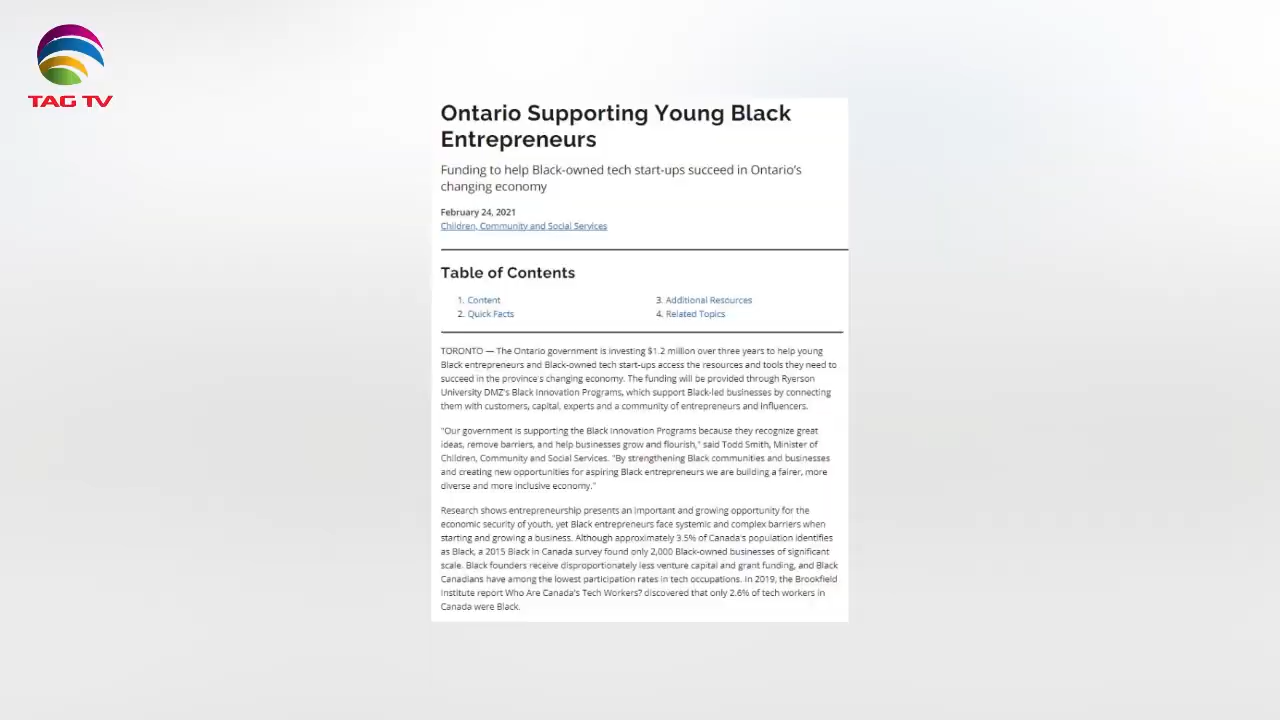 TAG TV
Ontario Supporting Young Black
Entrepreneurs
Funding to help Black-owned tech start-ups succeed in Ontario's
changing economy
February 24, 2021
Children, Community and Social Services
Table of Contents
1. Content
2. Quick Facts
3. Additional Resources
4. Related Topics
TORONTO — The Ontario government is investing $1.2 million over three years to help young
Black entrepreneurs and Black-owned tech start-ups access the resources and tools they need to
succeed in the province's changing economy. The funding will be provided through Ryerson
University DMZ's Black Innovation Programs, which support Black-led businesses by connecting
them with customers, capital, experts and a community of entrepreneurs and influencers.
"Our government is supporting the Black Innovation Programs because they recognize great
ideas, remove barriers, and help businesses grow and flourish," said Todd Smith, Minister of
Children, Community and Social Services. "By strengthening Black communities and businesses
and creating new opportunities for aspiring Black entrepreneurs we are building a fairer, more
diverse and more inclusive economy."
Research shows entrepreneurship presents an important and growing opportunity for the
economic security of youth, yet Black entrepreneurs face systemic and complex barriers when
starting and growing a business. Although approximately 3.5% of Canada's population identifies
as Black, a 2015 Black in Canada survey found only 2,000 Black-owned businesses of significant
scale. Black founders receive disproportionately less venture capital and grant funding, and Black
Canadians have among the lowest participation rates in tech occupations. In 2019, the Brookfield
Institute report Who Are Canada's Tech Workers? discovered that only 2.6% of tech workers in
Canada were Black.